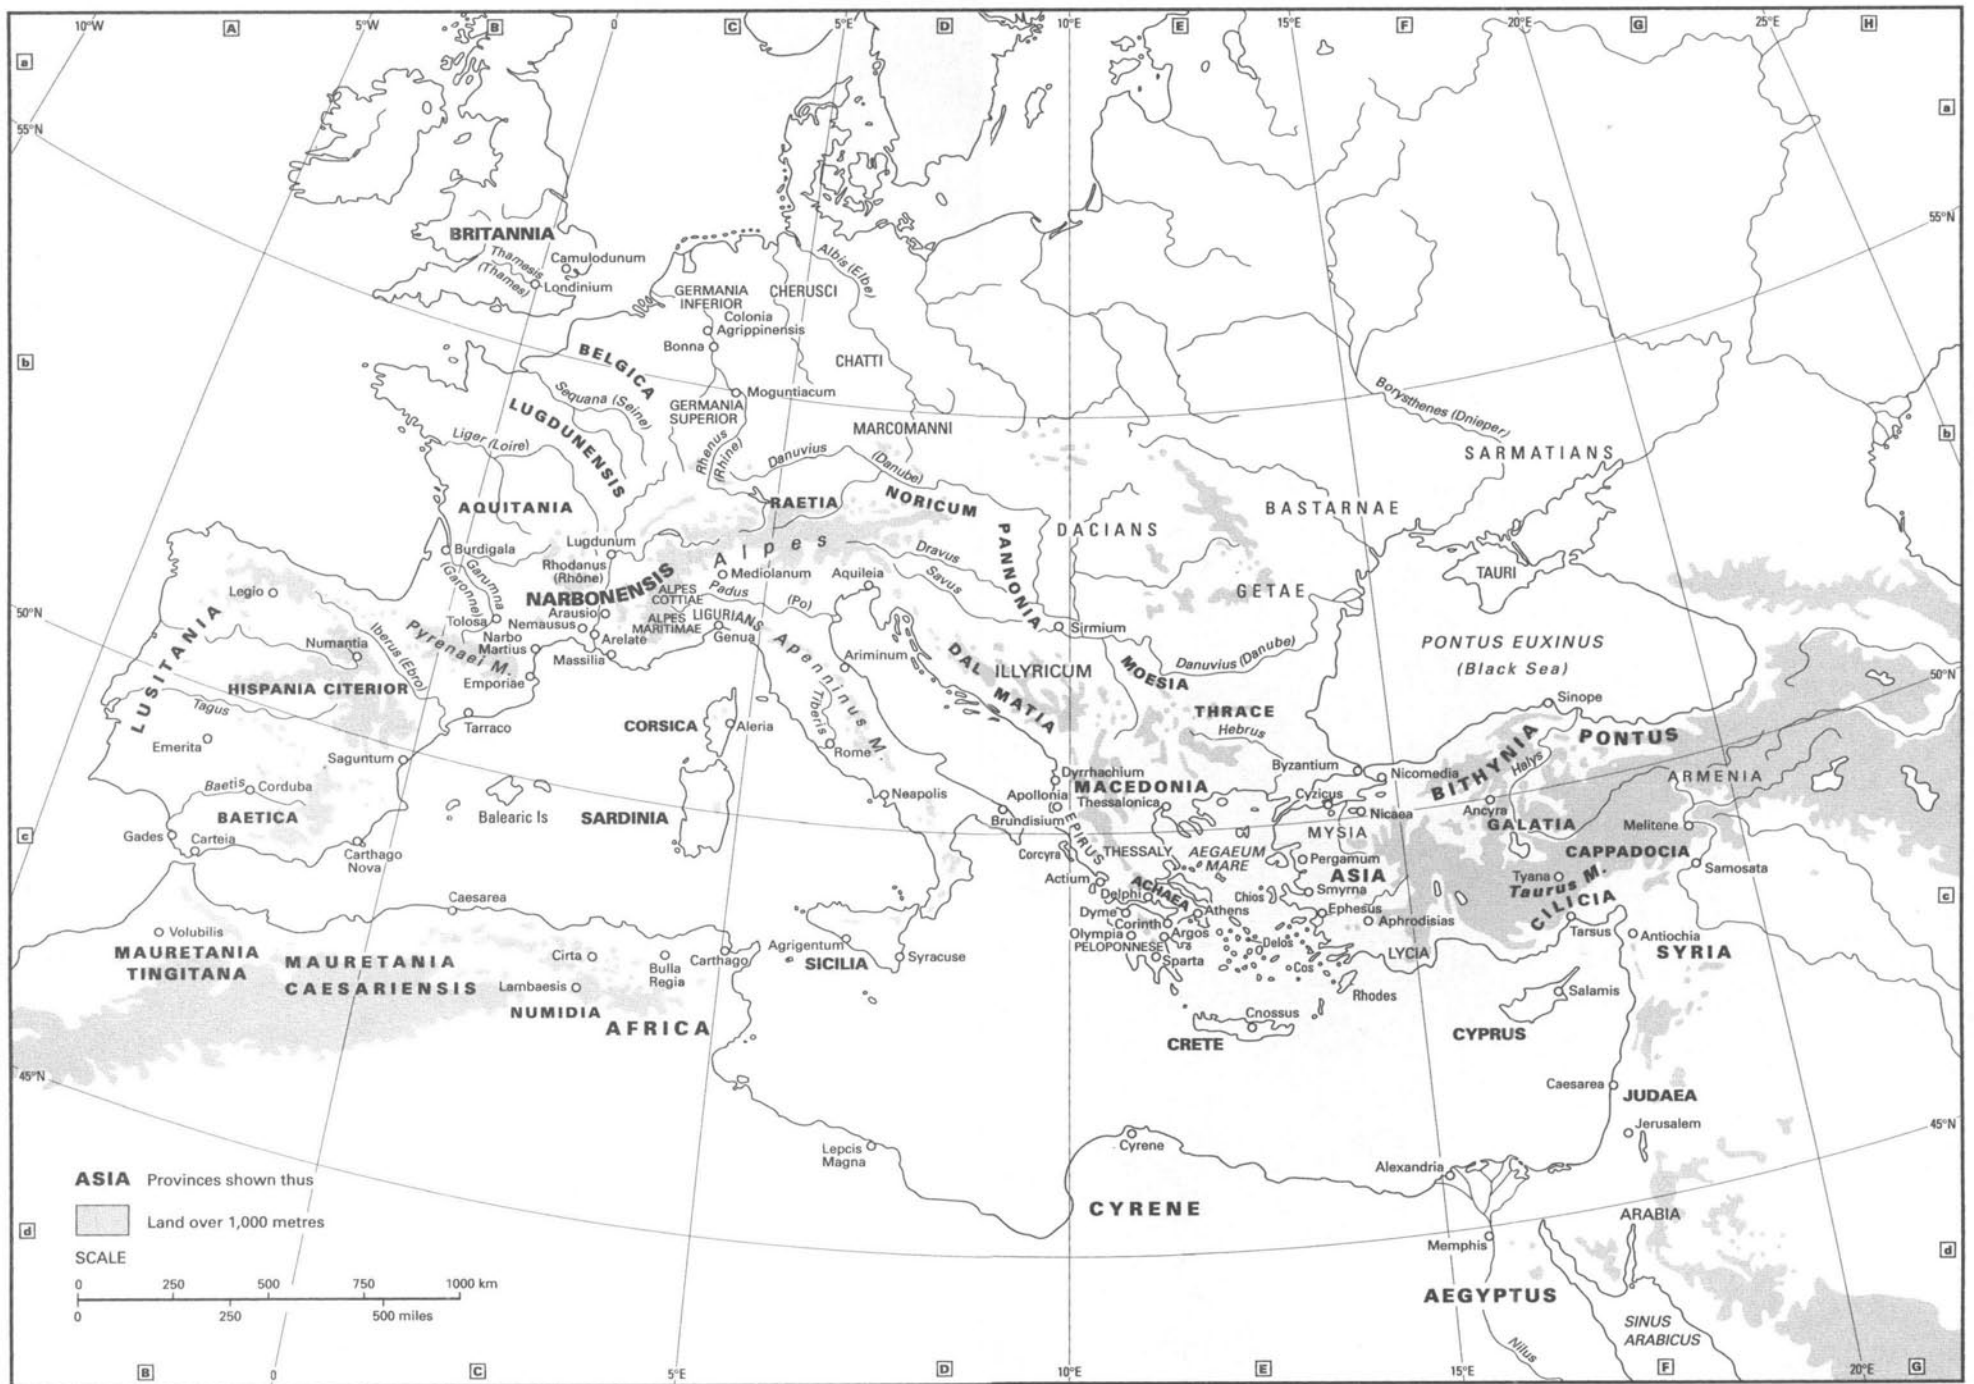 10°W
A
5°W
B
0
C
5°E
D
10°E
E
15°E
F
20°E
G
25°E
H
a
a
55°N
55°N
BRITANNIA
Thamesis
(Thames)
Camulodunum
Londinium
GERMANIA
INFERIOR
CHERUSCI
Albis (Elbe)
Colonia
Agrippinensis
Bonna
b
BELGICA
CHATTI
Sequana (Seine)
Moguntiacum
LUGDUNENSIS
GERMANIA
SUPERIOR
Borysthenes (Dnieper)
b
Liger (Loire)
MARCOMANNI
Rhenus
(Rhine)
Danuvius
(Danube)
SARMATIANS
AQUITANIA
RAETIA
NORICUM
BASTARNAE
PANNONIA
DACIANS
Lugdunum
Burdigala
Alpes
Dravus
Rhodanus
(Rhône)
Garumna
(Garonne)
Mediolanum
Aquileia
Savus
TAURI
Legio
NARBONENSIS
ALPES
COTTIAE
Padus
(Po)
GETAE
50°N
LUSITANIA
Arausio
Tolosa
Nemausus
ALPES
MARITIMAE
LIGURIANS
Sirmium
Numantia
Iberus (Ebro)
Pyrenaei M.
Narbo
Martius
Arelate
Genua
Apenninus M.
PONTUS EUXINUS
(Black Sea)
Massilia
Ariminum
DALMATIA
ILLYRICUM
MOESIA
Danuvius (Danube)
50°N
HISPANIA CITERIOR
Emporiae
Tagus
Tiberis
THRACE
Sinope
Tarraco
CORSICA
Aleria
Hebrus
PONTUS
Emerita
Saguntum
Rome
BITHYNIA
Halys
Byzantium
Nicomedia
ARMENIA
Dyrrhachium
Baetis
Corduba
MACEDONIA
Neapolis
Apollonia
Thessalonica
Cyzicus
BAETICA
Balearic Is
SARDINIA
Brundisium
Nicaea
Ancyra
GALATIA
Melitene
c
Gades
Carteia
EPIRUS
MYSIA
Carthago
Nova
Corcyra
THESSALY
AEGAEUM
MARE
Pergamum
CAPPADOCIA
Samosata
Actium
ASIA
Tyana
Taurus M.
c
Caesarea
Delphi
ACHAEA
Chios
Smyrna
CILICIA
Dyme
Athens
Ephesus
Aphrodisias
Corinth
Volubilis
Olympia
Argos
Tarsus
Antiochia
MAURETANIA
TINGITANA
Agrigentum
PELOPONNESE
Delos
LYCIA
SYRIA
MAURETANIA
CAESARIENSIS
Cirta
Bulla
Regia
Carthago
SICILIA
Syracuse
Sparta
Cos
Lambaesis
Rhodes
Salamis
NUMIDIA
Cnossus
AFRICA
CRETE
CYPRUS
45°N
Caesarea
JUDAEA
Jerusalem
45°N
Lepcis
Magna
Cyrene
Alexandria
ASIA Provinces shown thus
CYRENE
ARABIA
Land over 1,000 metres
d
Memphis
d
SCALE
0 250 500 750 1000 km
0 250 500 miles
AEGYPTUS
SINUS
ARABICUS
Nilus
B
0
C
5°E
D
10°E
E
15°E
F
20°E
G